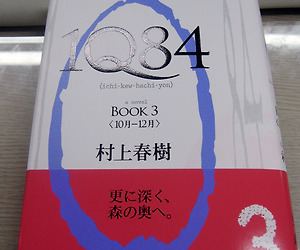 1Q84
(ichi-kew-hachi-yon)
a novel
BOOK 3
〈10月-12月〉
村上春樹
更に深く、
森の奥へ。
3